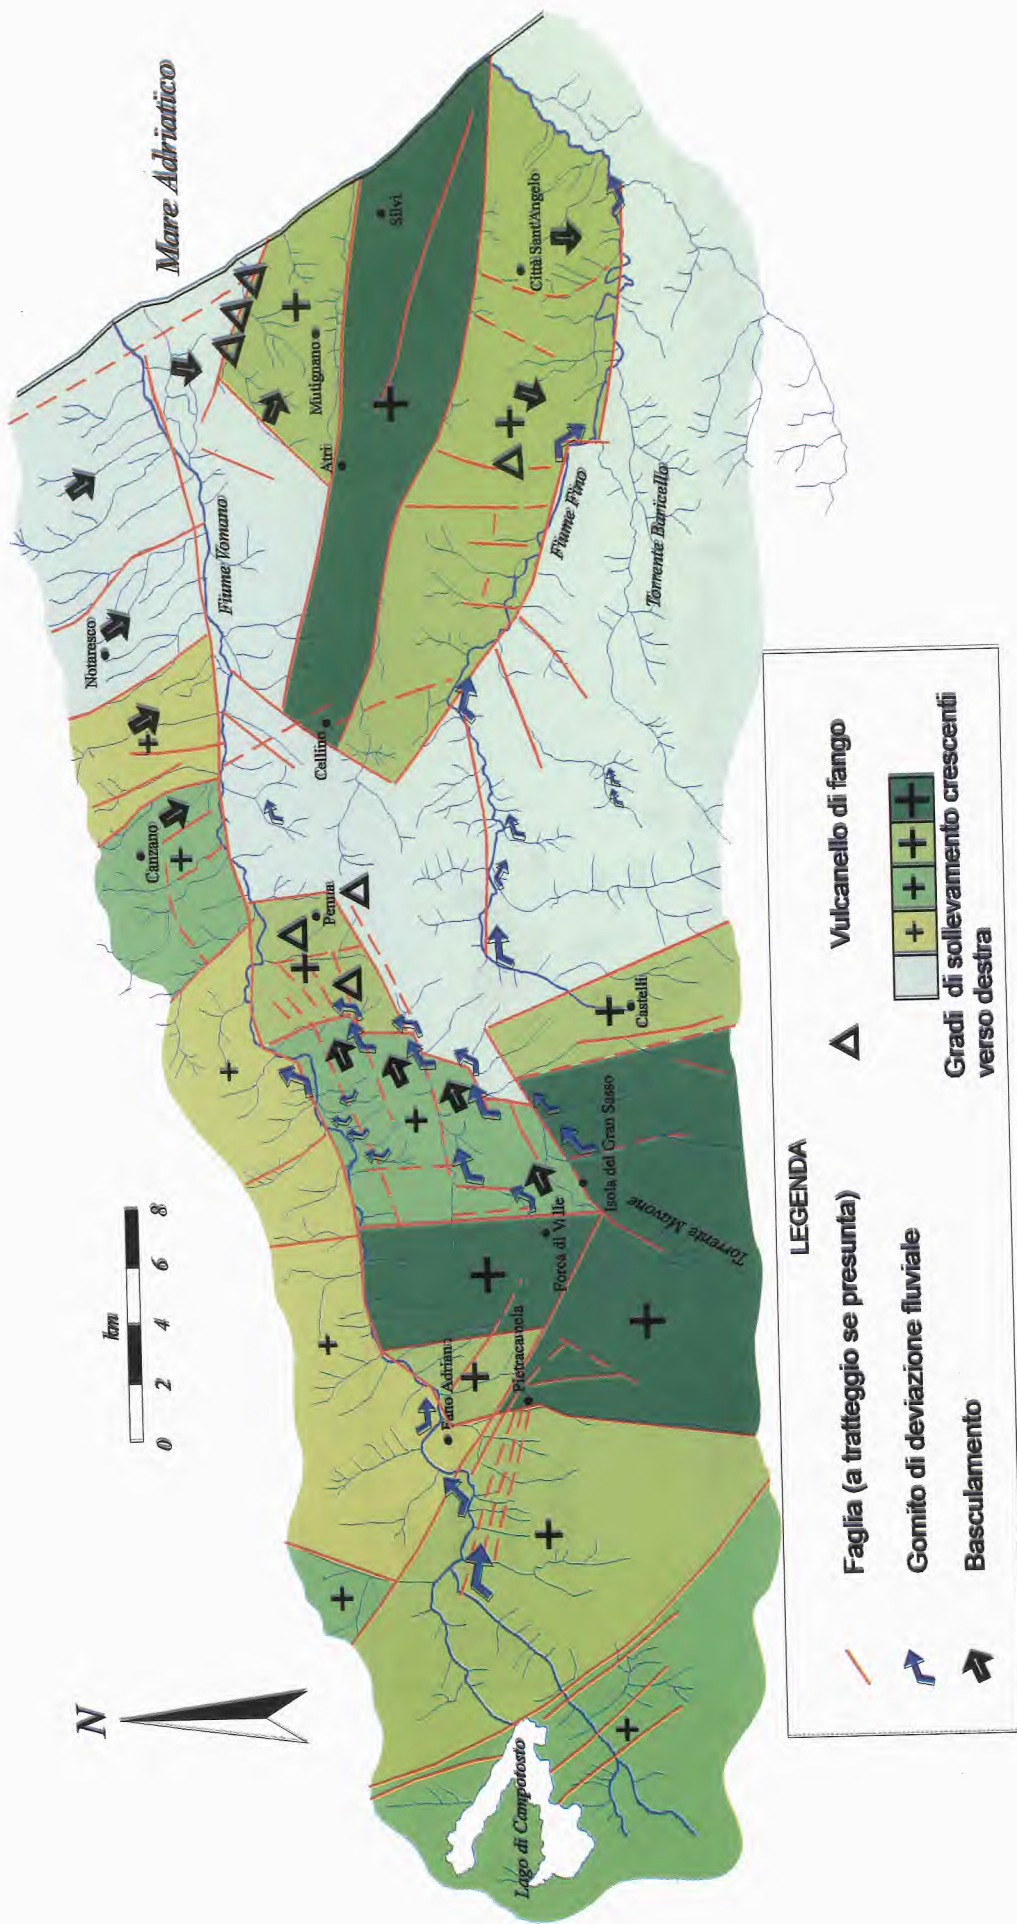 N
km
0 2 4 6 8
Mare Adriatico
Notaresco
Canzano
Fiume Vomano
Mutignano
Atri
Silvi
Cellino
Penna
Città Sant'Angelo
Fiume Fino
Torrente Baricello
Castelli
Isola del Gran Sasso
Forca di Valle
Torrente Mavone
Fano Adriano
Pietracamela
Lago di Campotosto
LEGENDA
Faglia (a tratteggio se presunta)
Gomito di deviazione fluviale
Basculamento
Vulcanello di fango
Gradi di sollevamento crescenti
verso destra